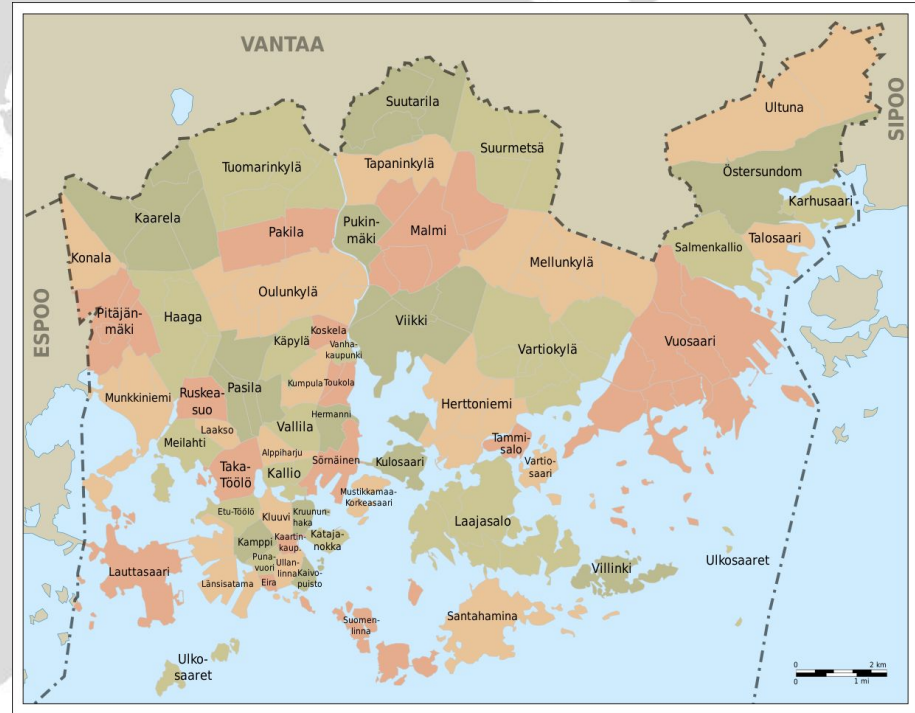 VANTAA
SIPOO
ESPOO
Suutarila
Ultuna
Suurmetsä
Tapaninkylä
Tuomarinkylä
Östersundom
Karhusaari
Kaarela
Pukin-
mäki
Malmi
Pakila
Talosaari
Salmenkallio
Konala
Mellunkylä
Oulunkylä
Pitäjän-
mäki
Haaga
Viikki
Koskela
Käpylä
Vanha-
kaupunki
Vuosaari
Vartiokylä
Kumpula
Toukola
Pasila
Munkkiniemi
Ruskea-
suo
Herttoniemi
Hermanni
Laakso
Vallila
Meilahti
Tammi-
salo
Alppiharju
Sörnäinen
Kulosaari
Vartio-
saari
Taka-
Töölö
Kallio
Mustikkamaa-
Korkeasaari
Etu-Töölö
Kluuvi
Kruunun-
haka
Laajasalo
Kamppi
Kaartin-
kaup.
Kataja-
nokka
Puna-
vuori
Ullan-
linna
Kaivo-
puisto
Ulkosaaret
Villinki
Lauttasaari
Länsisatama
Eira
Suomen-
linna
Santahamina
Ulko-
saaret
0
2 km
0
1 mi